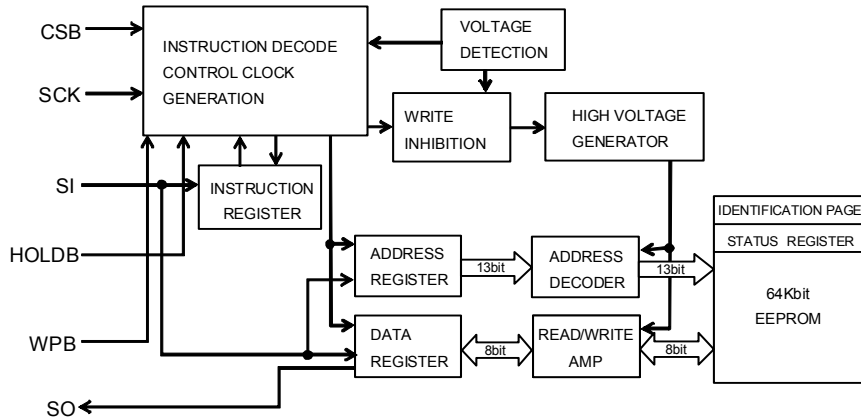 CSB
SCK
SI
HOLDB
WPB
SO
INSTRUCTION DECODE
CONTROL CLOCK
GENERATION
VOLTAGE
DETECTION
WRITE
INHIBITION
HIGH VOLTAGE
GENERATOR
INSTRUCTION
REGISTER
ADDRESS
REGISTER
13bit
ADDRESS
DECODER
13bit
DATA
REGISTER
8bit
READ/WRITE
AMP
8bit
IDENTIFICATION PAGE
STATUS REGISTER
64Kbit
EEPROM